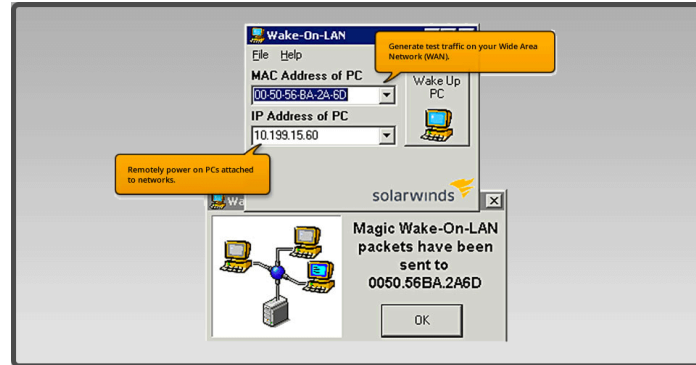 Wake-On-LAN
File Help
Generate test traffic on your Wide Area
Network (WAN).
MAC Address of PC
00-50-56-BA-2A-6D
Wake Up
PC
IP Address of PC
10.199.15.60
Remotely power on PCs attached
to networks.
solarwinds
Wa
Magic Wake-On-LAN
packets have been
sent to
0050.56BA.2A6D
OK